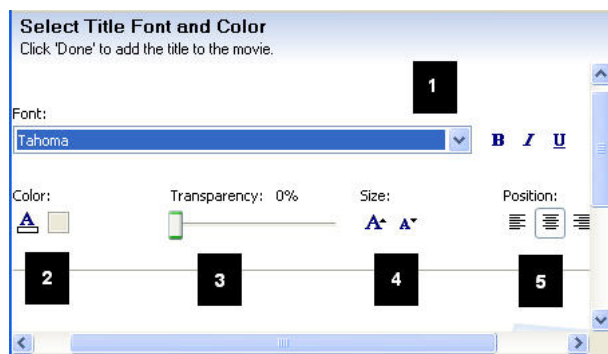 Select Title Font and Color
Click 'Done' to add the title to the movie.
1
Font:
Tahoma
B I U
Color: Transparency: 0% Size: Position:
A A A
2 3 4 5